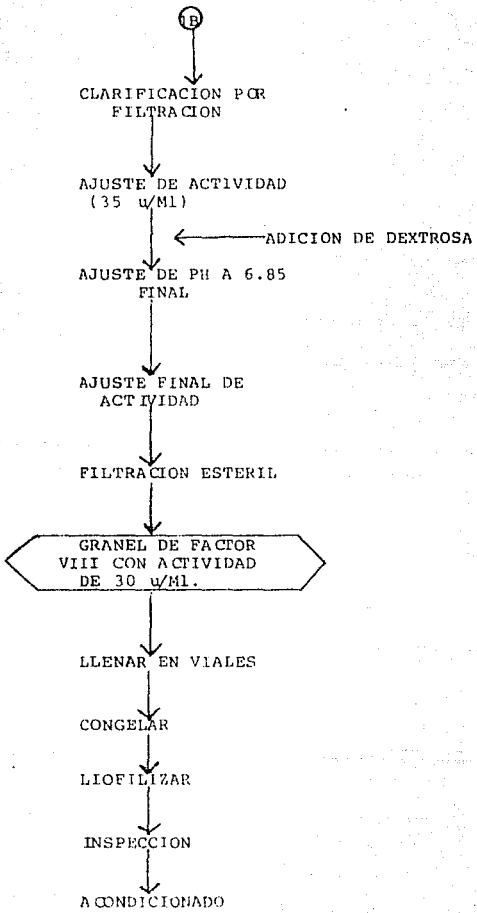 1B
CLARIFICACION POR
FILTRACION
AJUSTE DE ACTIVIDAD
(35 u/Ml)
ADICION DE DEXTROSA
AJUSTE DE PH A 6.85
FINAL
AJUSTE FINAL DE
ACTIVIDAD
FILTRACION ESTERIL
GRANEL DE FACTOR
VIII CON ACTIVIDAD
DE 30 u/Ml.
LLENAR EN VIALES
CONGELAR
LIOFILIZAR
INSPECCION
ACONDICIONADO